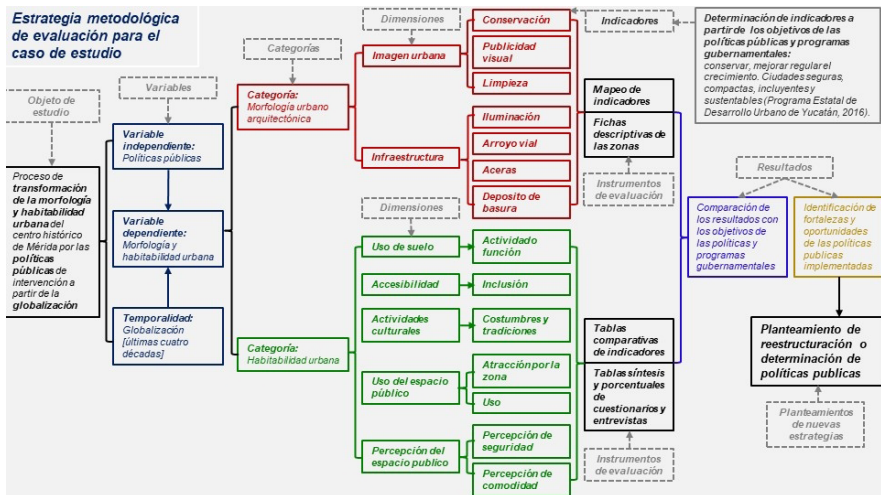 Estrategia metodológica
de evaluación para el
caso de estudio
Objeto de
estudio
Proceso de
transformación
de la morfología
y habitabilidad
urbana del
centro histórico
de Mérida por las
políticas
públicas de
intervención a
partir de la
globalización
Variables
Variable
independiente:
Políticas públicas
Variable
dependiente:
Morfología y
habitabilidad urbana
Temporalidad:
Globalización
[últimas cuatro
décadas]
Categorías
Categoría:
Morfología urbano
arquitectónica
Categoría:
Habitabilidad urbana
Dimensiones
Imagen urbana
Infraestructura
Dimensiones
Uso de suelo
Accesibilidad
Actividades
culturales
Uso del espacio
público
Percepción del
espacio publico
Conservación
Publicidad
visual
Limpieza
Iluminación
Arroyo vial
Aceras
Deposito de
basura
Actividad o
función
Inclusión
Costumbres y
tradiciones
Atracción por la
zona
Uso
Percepción de
seguridad
Percepción de
comodidad
Indicadores
Mapeo de
indicadores
Fichas
descriptivas de
las zonas
Instrumentos
de evaluación
Tablas
comparativas
de indicadores
Tablas síntesis y
porcentuales de
cuestionarios y
entrevistas
Instrumentos
de evaluación
Determinación de indicadores a
partir de los objetivos de las
políticas públicas y programas
gubernamentales:
conservar, mejorar regular el
crecimiento. Ciudades seguras,
compactas, incluyentes y
sustentables (Programa Estatal de
Desarrollo Urbano de Yucatán, 2016).
Resultados
Comparación de
los resultados con
los objetivos de
las políticas y
programas
gubernamentales
Identificación de
fortalezas y
oportunidades
de las políticas
publicas
implementadas
Planteamiento de
reestructuración o
determinación de
políticas publicas
Planteamientos
de nuevas
estrategias